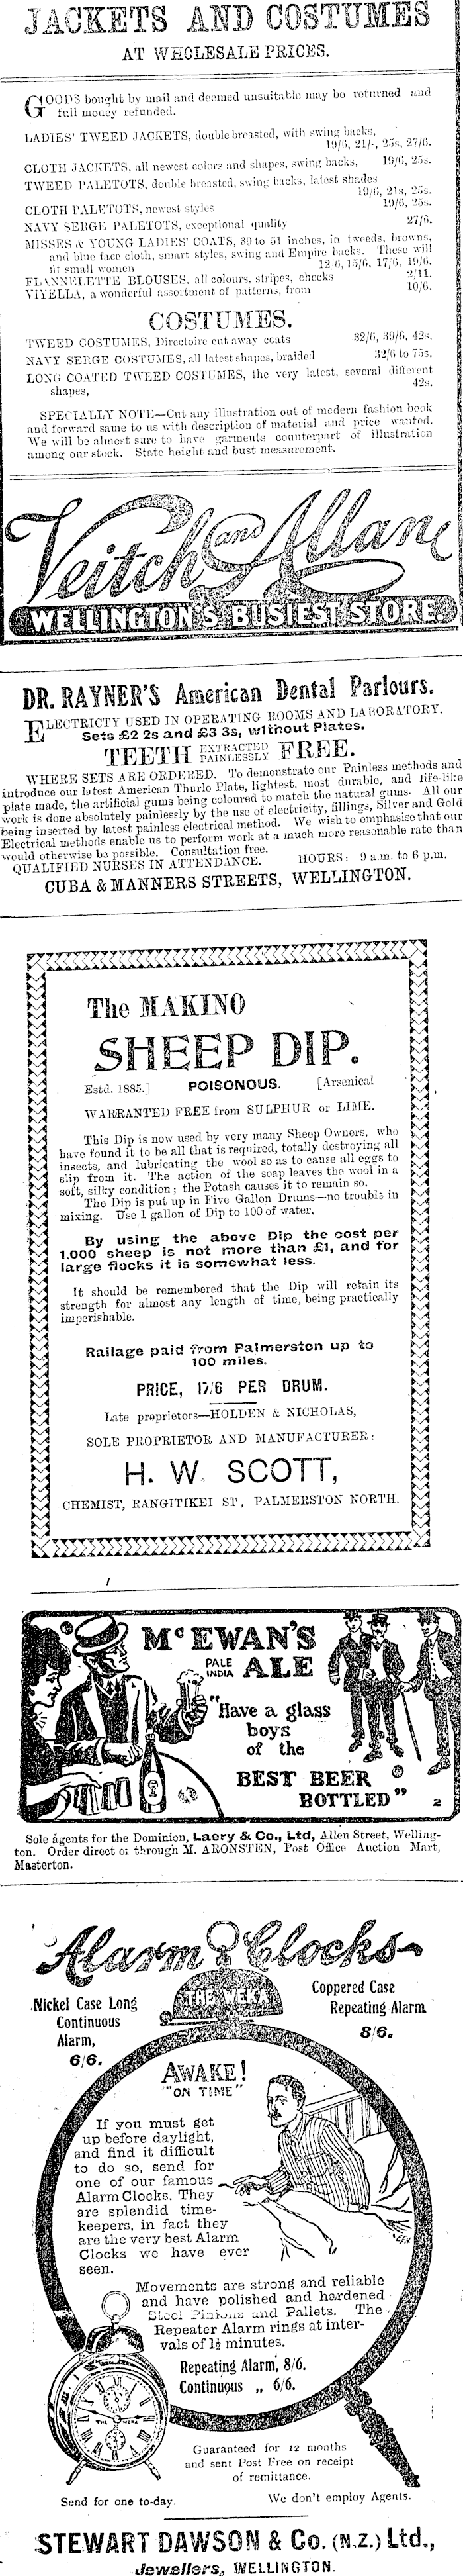 JACKETS AND COSTUMES
AT WHOLESALE PRICES.
GOODS bought by mail and deemed unsuitable may be returned and
full money refunded.
LADIES' TWEED JACKETS, double breasted, with swing backs,
19/6, 21/-, 25s, 27/6.
CLOTH JACKETS, all newest colors and shapes, swing backs, 19/6, 25s.
TWEED PALETOTS, double breasted, swing backs, latest shades
19/6, 21s, 25s.
CLOTH PALETOTS, newest styles 19/6, 25s.
NAVY SERGE PALETOTS, exceptional quality 27/6.
MISSES & YOUNG LADIES' COATS, 39 to 51 inches, in tweeds, browns,
and blue face cloth, smart styles, swing and Empire backs. These will
fit small women 12/6, 15/6, 17/6, 19/6.
FLANNELETTE BLOUSES, all colours, stripes, checks 2/11.
VIYELLA, a wonderful assortment of patterns, from 10/6.
COSTUMES.
TWEED COSTUMES, Directoire cut away coats 32/6, 39/6, 42s.
NAVY SERGE COSTUMES, all latest shapes, braided 32/6 to 75s.
LONG COATED TWEED COSTUMES, the very latest, several different
shapes, 42s.
SPECIALLY NOTE—Cut any illustration out of modern fashion book
and forward same to us with description of material and price wanted.
We will be almost sure to have garments counterpart of illustration
among our stock. State height and bust measurement.
Veitch and Allan
WELLINGTON'S BUSIEST STORE.
DR. RAYNER'S American Dental Parlours.
ELECTRICTY USED IN OPERATING ROOMS AND LABORATORY.
Sets £2 2s and £3 3s, without Plates.
TEETH EXTRACTED PAINLESSLY FREE.
WHERE SETS ARE ORDERED. To demonstrate our Painless methods and
introduce our latest American Thurlo Plate, lightest, most durable, and life-like
plate made, the artificial gums being coloured to match the natural gums. All our
work is done absolutely painlessly by the use of electricity, fillings, Silver and Gold
being inserted by latest painless electrical method. We wish to emphasise that our
Electrical methods enable us to perform work at a much more reasonable rate than
would otherwise be possible. Consultation free.
QUALIFIED NURSES IN ATTENDANCE. HOURS: 9 a.m. to 6 p.m.
CUBA & MANNERS STREETS, WELLINGTON.
The MAKINO
SHEEP DIP.
Estd. 1885.] POISONOUS. [Arsenical
WARRANTED FREE from SULPHUR or LIME.
This Dip is now used by very many Sheep Owners, who
have found it to be all that is required, totally destroying all
insects, and lubricating the wool so as to cause all eggs to
slip from it. The action of the soap leaves the wool in a
soft, silky condition; the Potash causes it to remain so.
The Dip is put up in Five Gallon Drums—no trouble in
mixing. Use 1 gallon of Dip to 100 of water.
By using the above Dip the cost per
1,000 sheep is not more than £1, and for
large flocks it is somewhat less.
It should be remembered that the Dip will retain its
strength for almost any length of time, being practically
imperishable.
Railage paid from Palmerston up to
100 miles.
PRICE, 17/6 PER DRUM.
Late proprietors—HOLDEN & NICHOLAS,
SOLE PROPRIETOR AND MANUFACTURER:
H. W. SCOTT,
CHEMIST, RANGITIKEI ST, PALMERSTON NORTH.
McEWAN'S
PALE INDIA ALE
"Have a glass
boys
of the
BEST BEER
BOTTLED"
2
Sole agents for the Dominion, Laery & Co., Ltd, Allen Street, Welling-
ton. Order direct or through M. ARONSTEN, Post Office Auction Mart,
Masterton.
Alarm Clocks
THE WEKA
Nickel Case Long
Continuous
Alarm,
6/6.
Coppered Case
Repeating Alarm
8/6.
AWAKE!
"ON TIME"
If you must get
up before daylight,
and find it difficult
to do so, send for
one of our famous
Alarm Clocks. They
are splendid time-
keepers, in fact they
are the very best Alarm
Clocks we have ever
seen.
Movements are strong and reliable
and have polished and hardened
Steel Pinions and Pallets. The
Repeater Alarm rings at inter-
vals of 1½ minutes.
Repeating Alarm, 8/6.
Continuous „ 6/6.
THE WEKA
Guaranteed for 12 months
and sent Post Free on receipt
of remittance.
Send for one to-day. We don't employ Agents.
STEWART DAWSON & Co. (N.Z.) Ltd.,
Jewellers, WELLINGTON.